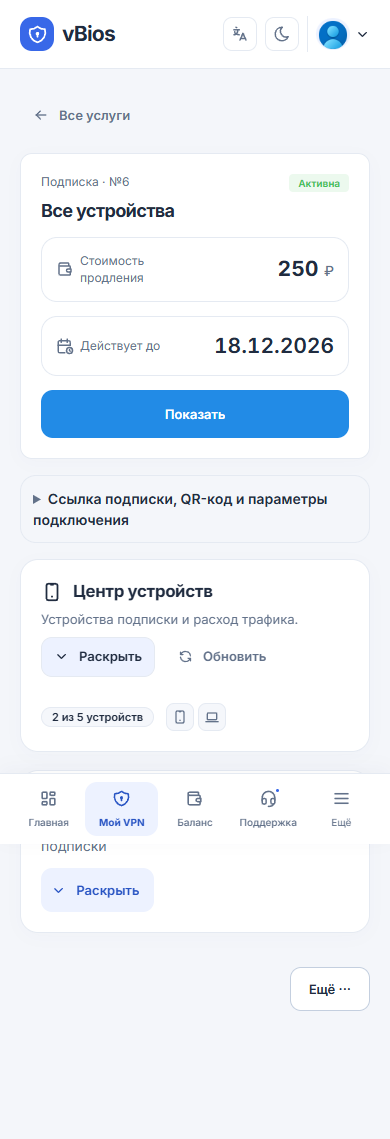 vBios
Все услуги
Подписка · №6
Активна
Все устройства
Стоимость
продления
250 ₽
Действует до
18.12.2026
Показать
Ссылка подписки, QR-код и параметры
подключения
Центр устройств
Устройства подписки и расход трафика.
Раскрыть
Обновить
2 из 5 устройств
Главная
Мой VPN
Баланс
Поддержка
Ещё
подписки
Раскрыть
Ещё ···